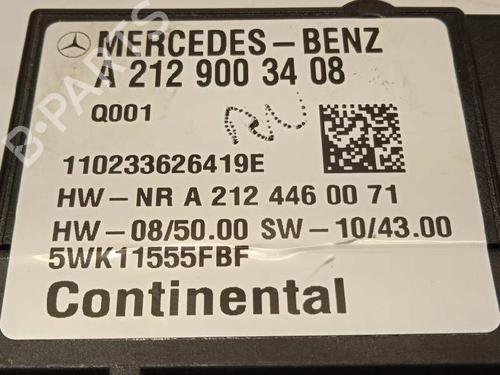 MERCEDES-BENZ
A 212 900 34 08
Q001
110233626419E
HW-NR A 212 446 00 71
HW-08/50.00 SW-10/43.00
5WK11555FBF
Continental